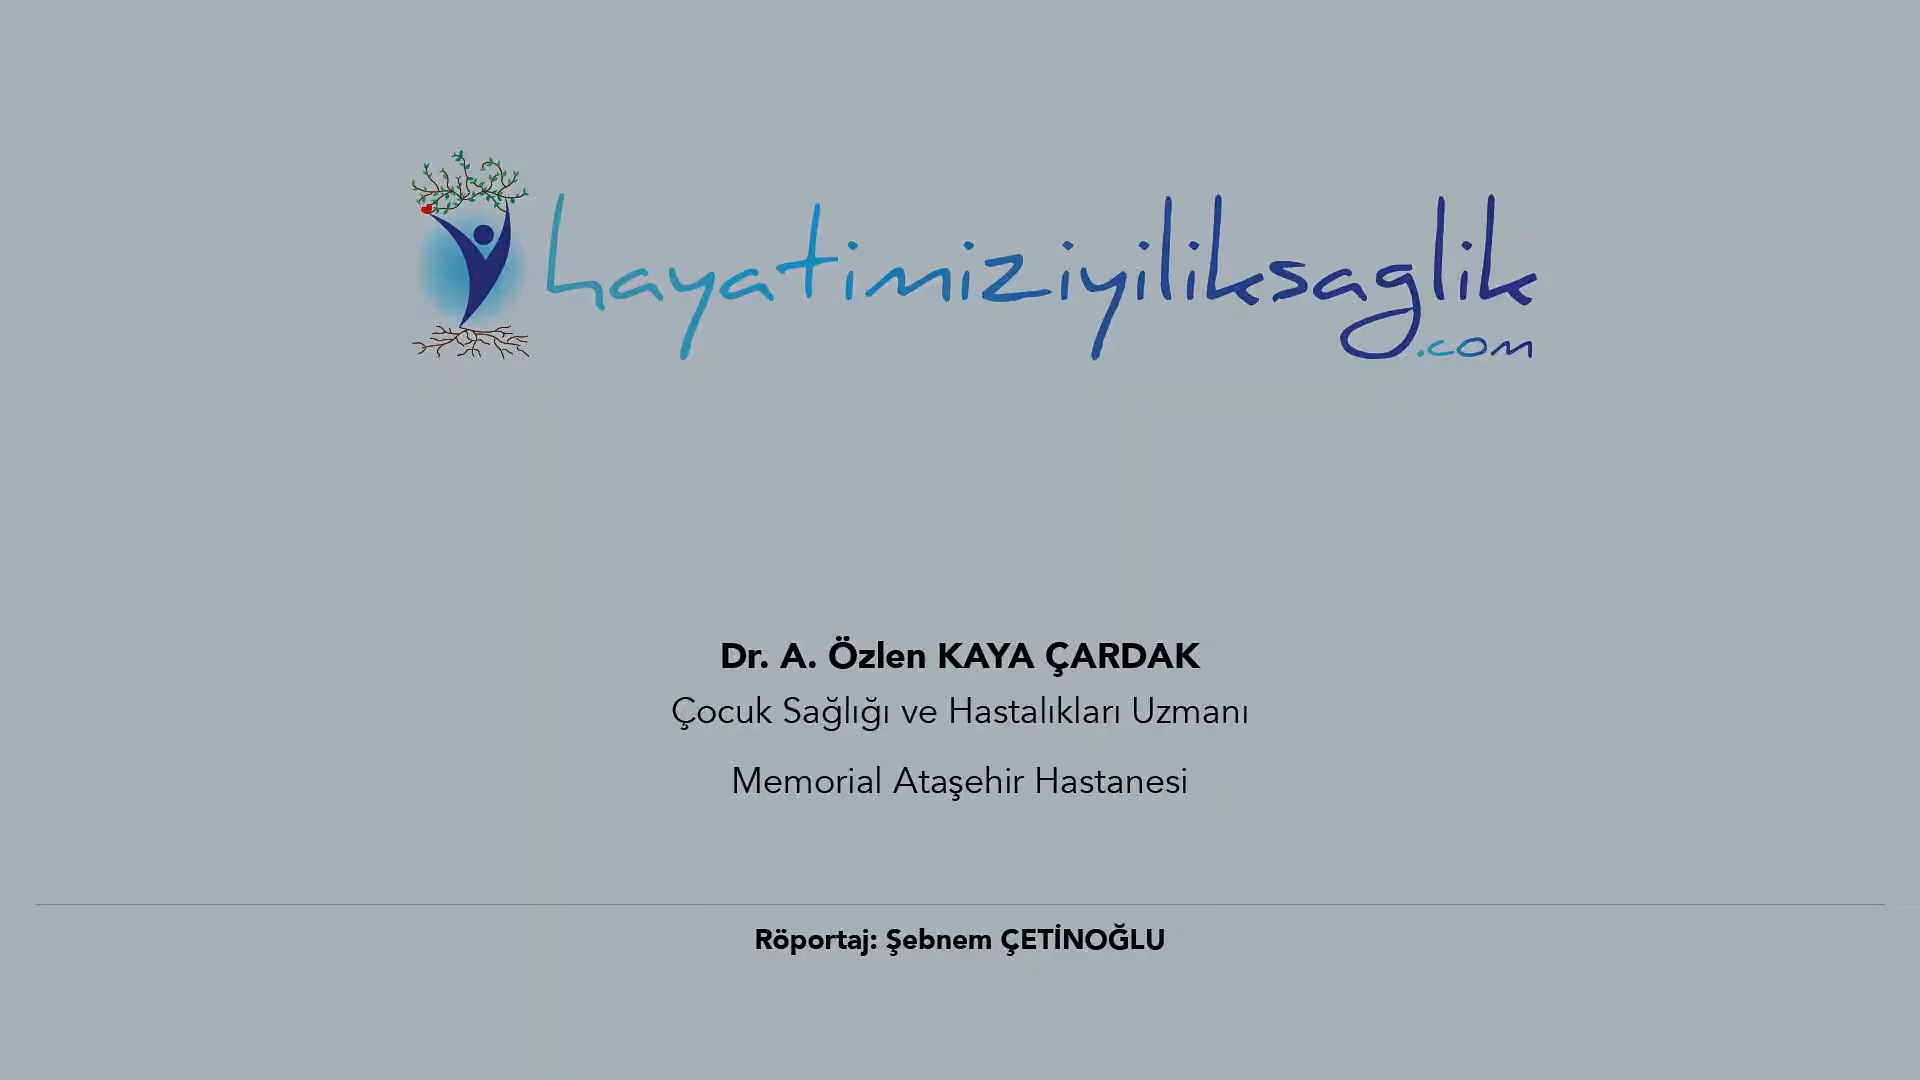 hayatimiziyiliksaglik
.com
Dr. A. Özlen KAYA ÇARDAK
Çocuk Sağlığı ve Hastalıkları Uzmanı
Memorial Ataşehir Hastanesi
Röportaj: Şebnem ÇETİNOĞLU